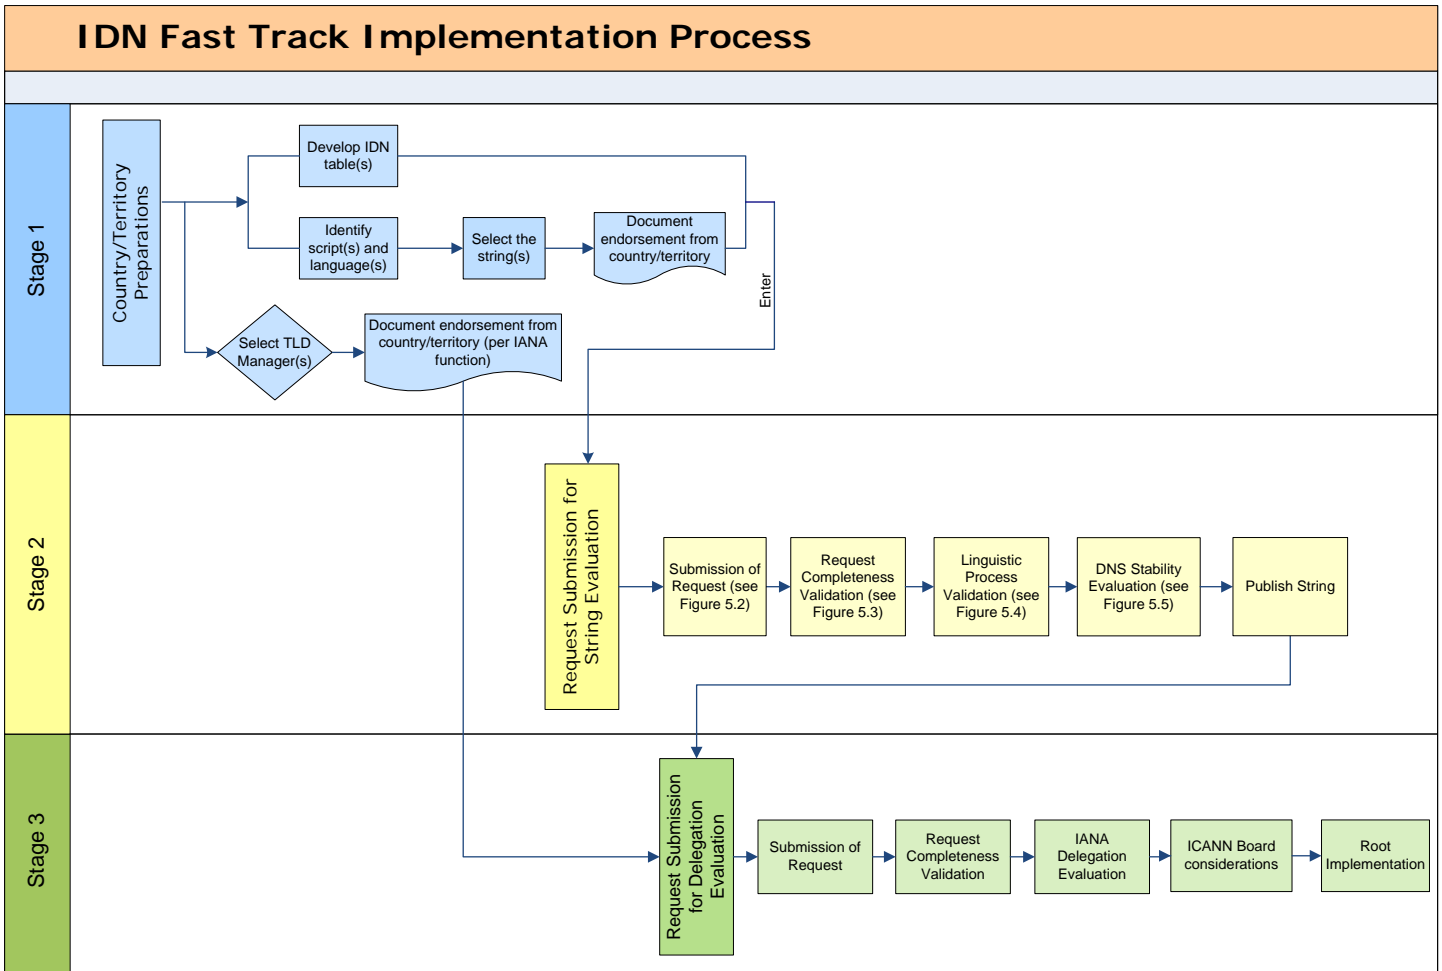 IDN Fast Track Implementation Process
Stage 1
Country/Territory
Preparations
Develop IDN
table(s)
Identify
script(s) and
language(s)
Select the
string(s)
Document
endorsement from
country/territory
Enter
Select TLD
Manager(s)
Document endorsement from
country/territory (per IANA
function)
Stage 2
Request Submission for
String Evaluation
Submission of
Request (see
Figure 5.2)
Request
Completeness
Validation (see
Figure 5.3)
Linguistic
Process
Validation (see
Figure 5.4)
DNS Stability
Evaluation (see
Figure 5.5)
Publish String
Stage 3
Request Submission
for Delegation
Evaluation
Submission of
Request
Request
Completeness
Validation
IANA
Delegation
Evaluation
ICANN Board
considerations
Root
Implementation